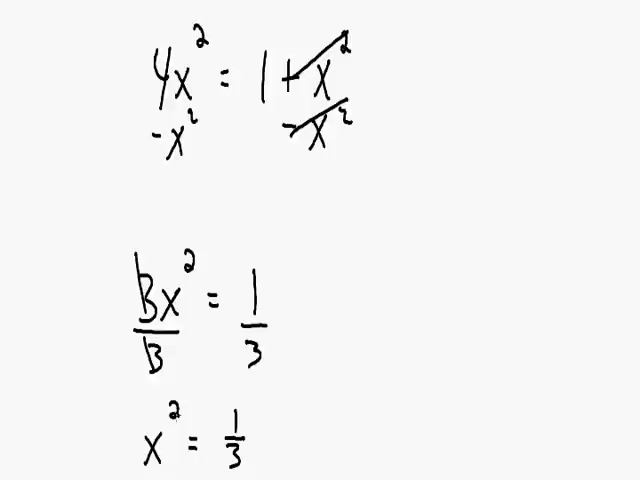 4x² = 1 + x²
-x² - x²
3x² = 1
3 3
x² = 1/3